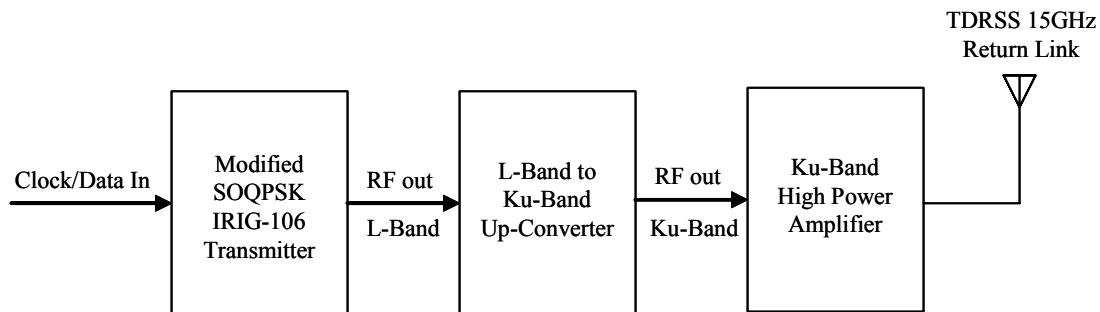 TDRSS 15GHz
Return Link
Clock/Data In
Modified
SOQPSK
IRIG-106
Transmitter
RF out
L-Band
L-Band to
Ku-Band
Up-Converter
RF out
Ku-Band
Ku-Band
High Power
Amplifier